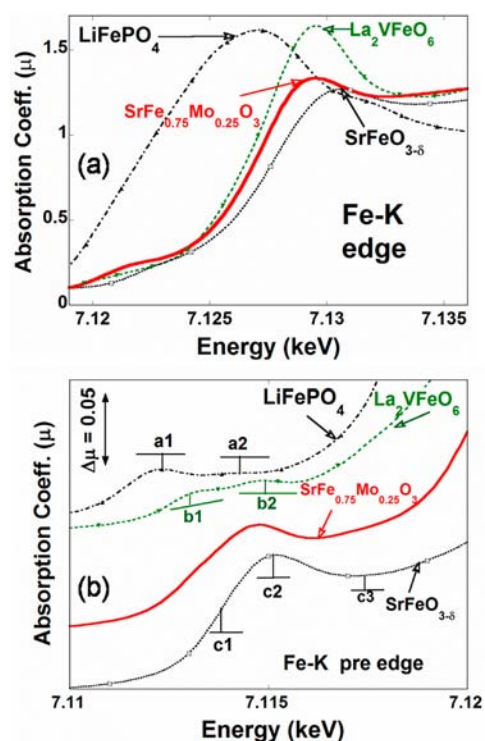 La₂VFeO₆
LiFePO₄
1.5
SrFe₀.₇₅Mo₀.₂₅O₃
1
SrFeO₃₋δ
(a)
Fe-K
edge
0.5
0
Absorption Coeff. (μ)
7.12 7.125 7.13 7.135
Energy (keV)
Δμ = 0.05
LiFePO₄
La₂VFeO₆
a1 a2
b1 b2
SrFe₀.₇₅Mo₀.₂₅O₃
(b)
c1 c2 c3
SrFeO₃₋δ
Fe-K pre edge
Absorption Coeff. (μ)
7.11 7.115 7.12
Energy (keV)